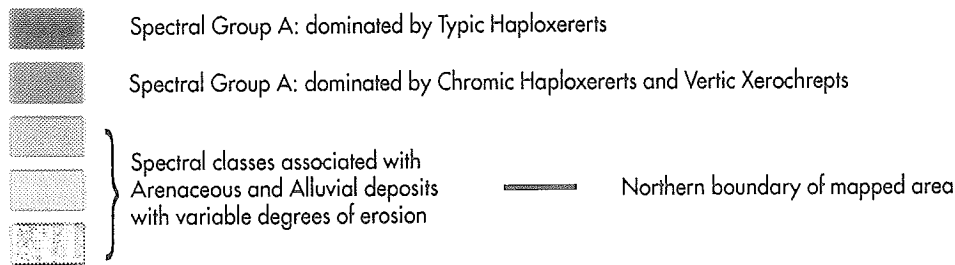 Spectral Group A: dominated by Typic Haploxererts
Spectral Group A: dominated by Chromic Haploxererts and Vertic Xerochrepts
Spectral classes associated with
Arenaceous and Alluvial deposits
with variable degrees of erosion
Northern boundary of mapped area